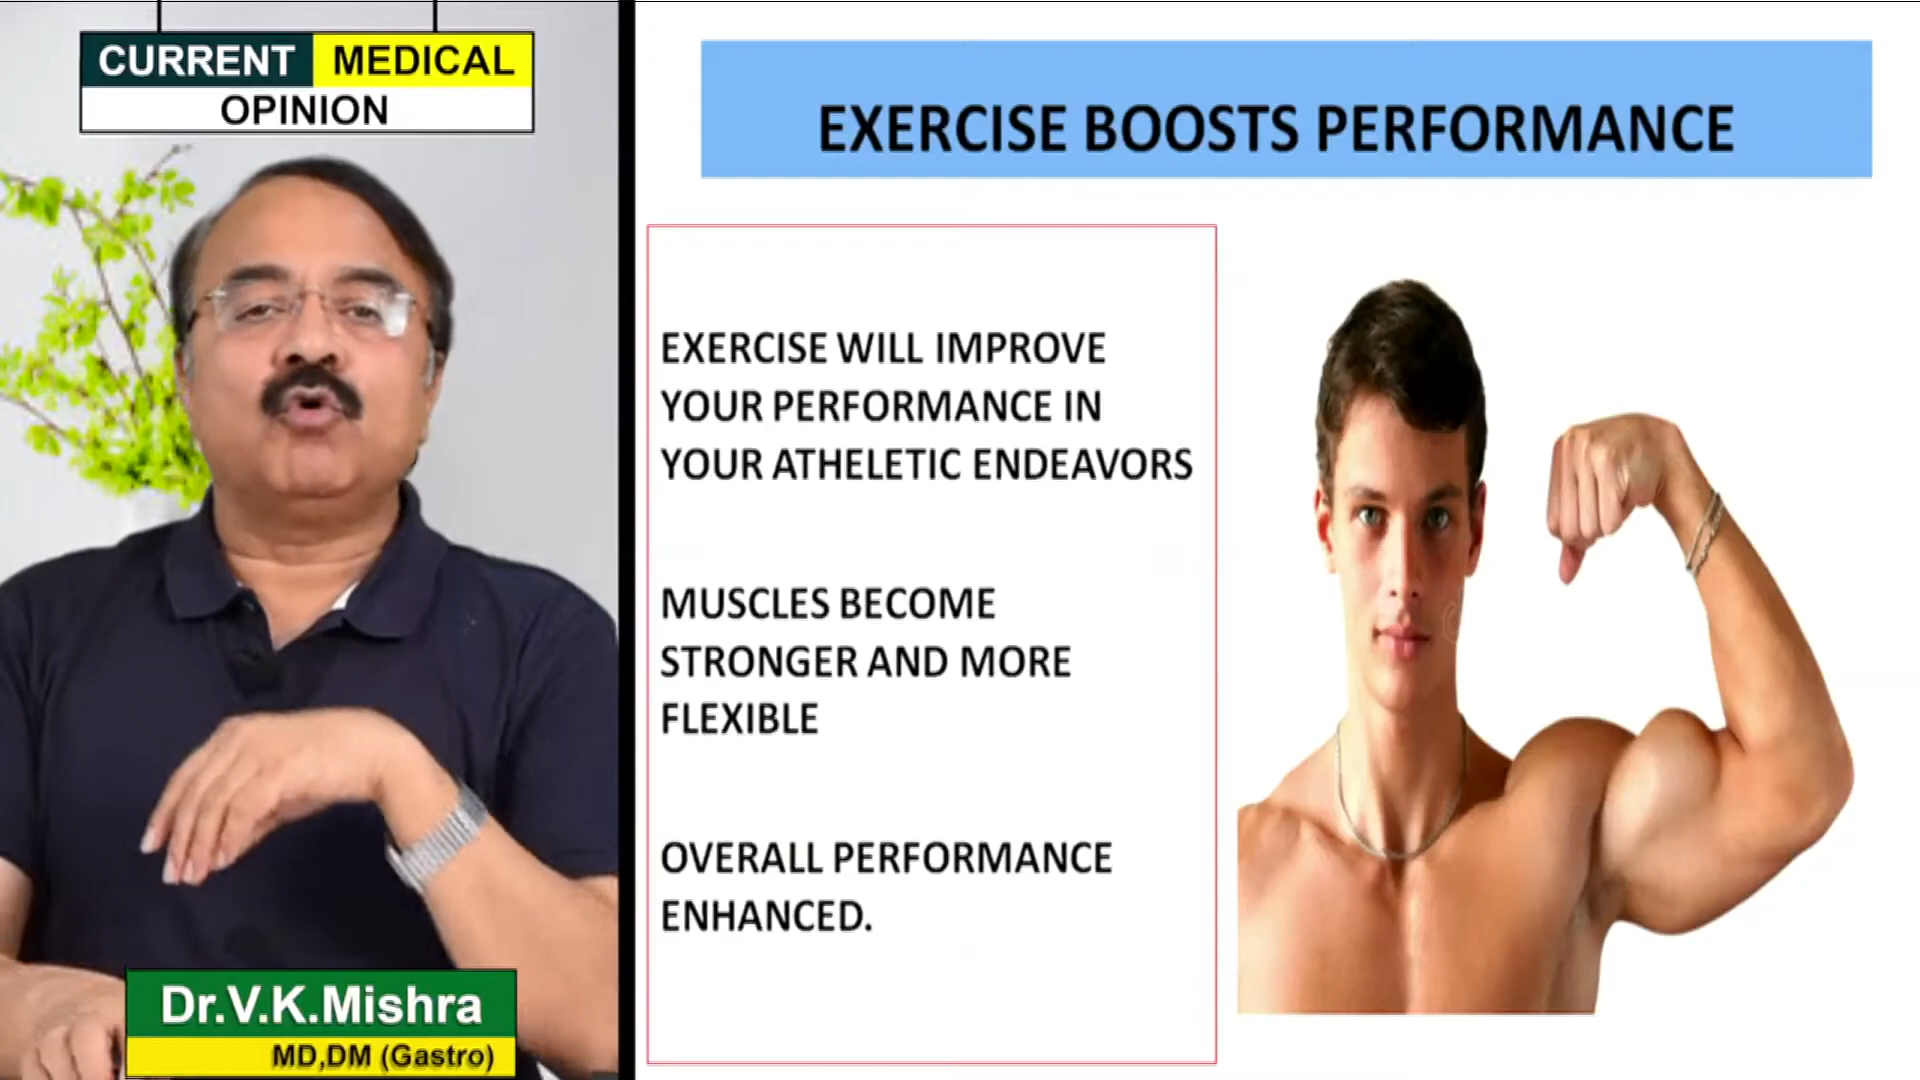 CURRENT MEDICAL
OPINION
EXERCISE BOOSTS PERFORMANCE
EXERCISE WILL IMPROVE
YOUR PERFORMANCE IN
YOUR ATHELETIC ENDEAVORS
MUSCLES BECOME
STRONGER AND MORE
FLEXIBLE
OVERALL PERFORMANCE
ENHANCED.
Dr.V.K.Mishra
MD,DM (Gastro)